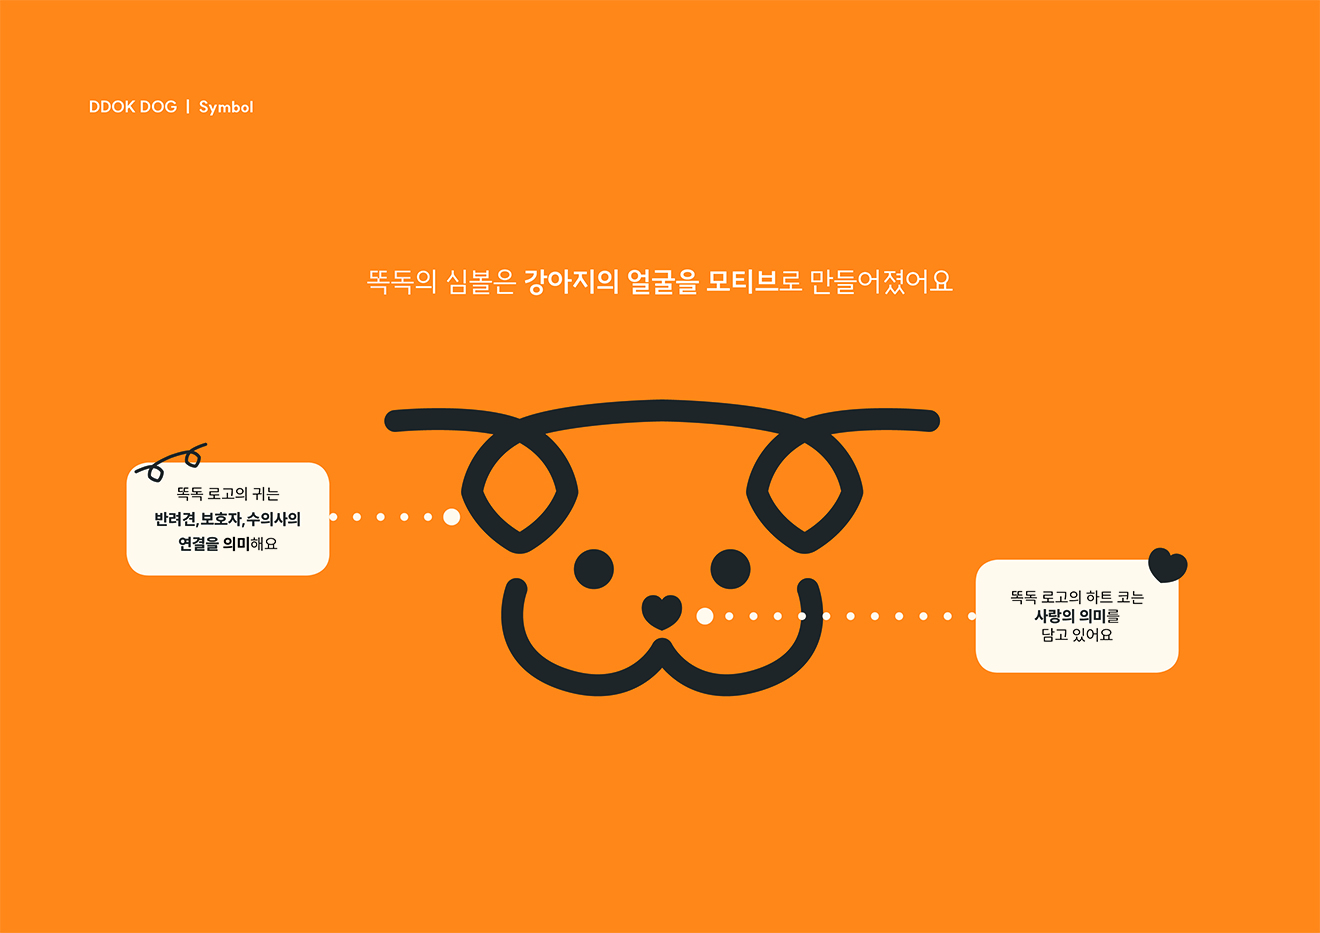 DDOK DOG | Symbol
똑독의 심볼은 강아지의 얼굴을 모티브로 만들어졌어요
똑독 로고의 귀는
반려견,보호자,수의사의
연결을 의미해요
똑독 로고의 하트 코는
사랑의 의미를
담고 있어요